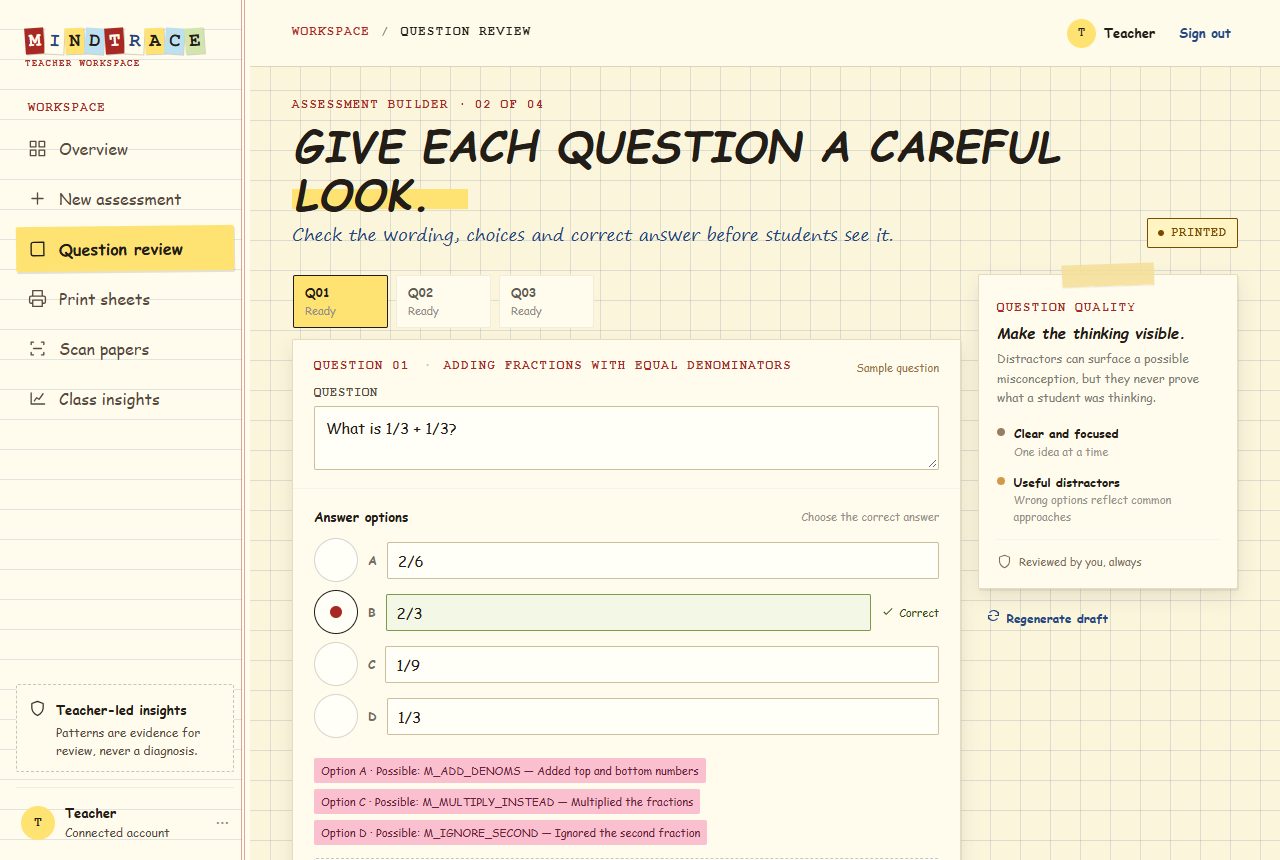 MINDTRACE
TEACHER WORKSPACE
WORKSPACE
Overview
New assessment
Question review
Print sheets
Scan papers
Class insights
Teacher-led insights
Patterns are evidence for
review, never a diagnosis.
T
Teacher
Connected account
WORKSPACE / QUESTION REVIEW
T Teacher Sign out
ASSESSMENT BUILDER · 02 OF 04
GIVE EACH QUESTION A CAREFUL
LOOK.
Check the wording, choices and correct answer before students see it.
PRINTED
Q01
Ready
Q02
Ready
Q03
Ready
QUESTION 01 · ADDING FRACTIONS WITH EQUAL DENOMINATORS
Sample question
QUESTION
What is 1/3 + 1/3?
Answer options
Choose the correct answer
A 2/6
B 2/3 Correct
C 1/9
D 1/3
Option A · Possible: M_ADD_DENOMS — Added top and bottom numbers
Option C · Possible: M_MULTIPLY_INSTEAD — Multiplied the fractions
Option D · Possible: M_IGNORE_SECOND — Ignored the second fraction
QUESTION QUALITY
Make the thinking visible.
Distractors can surface a possible
misconception, but they never prove
what a student was thinking.
Clear and focused
One idea at a time
Useful distractors
Wrong options reflect common
approaches
Reviewed by you, always
Regenerate draft